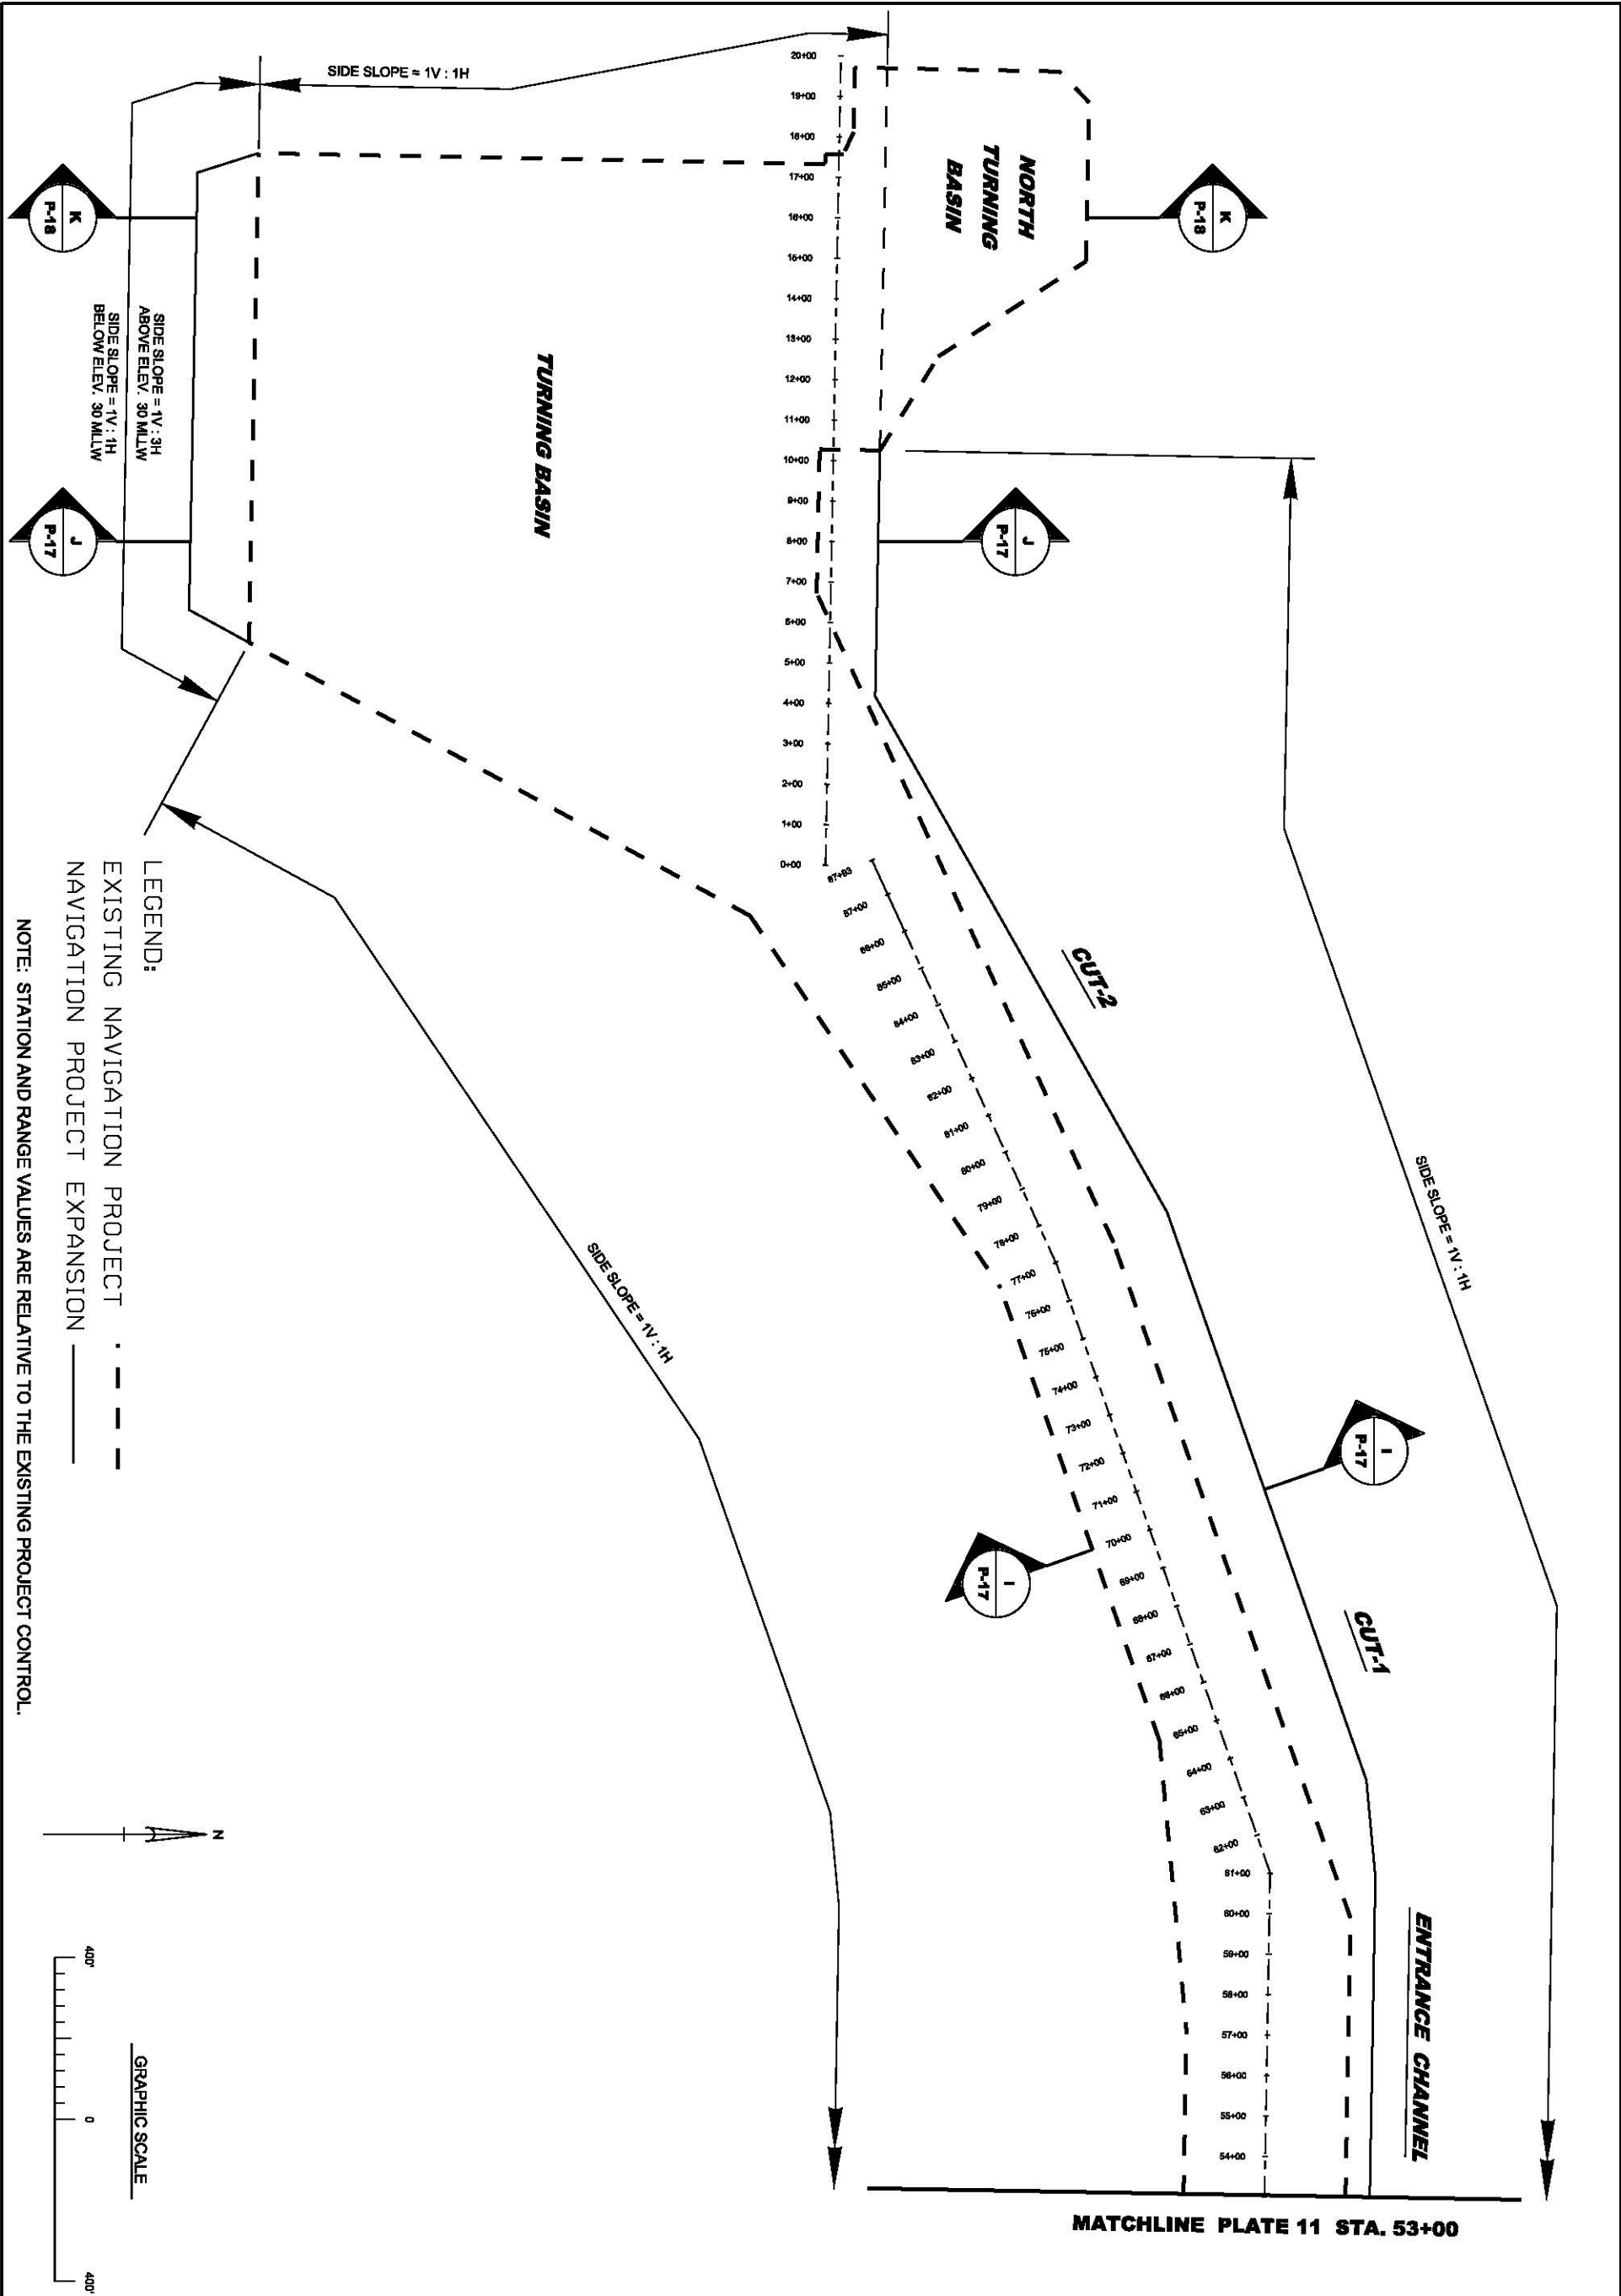 SIDE SLOPE = 1V : 1H
20+00
19+00
18+00
17+00
16+00
15+00
14+00
13+00
12+00
11+00
10+00
9+00
8+00
7+00
6+00
5+00
4+00
3+00
2+00
1+00
0+00
NORTH
TURNING
BASIN
K
P-18
K
P-18
SIDE SLOPE = 1V : 3H
ABOVE ELEV. 30 MLLW
SIDE SLOPE = 1V : 1H
BELOW ELEV. 30 MLLW
TURNING BASIN
J
P-17
J
P-17
87+83
87+00
86+00
85+00
84+00
83+00
82+00
81+00
80+00
79+00
78+00
77+00
76+00
75+00
74+00
73+00
72+00
71+00
70+00
69+00
68+00
67+00
66+00
65+00
64+00
63+00
62+00
61+00
60+00
59+00
58+00
57+00
56+00
55+00
54+00
CUT-2
SIDE SLOPE = 1V : 1H
SIDE SLOPE = 1V : 1H
I
P-17
I
P-17
CUT-1
ENTRANCE CHANNEL
MATCHLINE PLATE 11 STA. 53+00
LEGEND:
EXISTING NAVIGATION PROJECT
NAVIGATION PROJECT EXPANSION
NOTE: STATION AND RANGE VALUES ARE RELATIVE TO THE EXISTING PROJECT CONTROL.
N
GRAPHIC SCALE
400'
0
400'